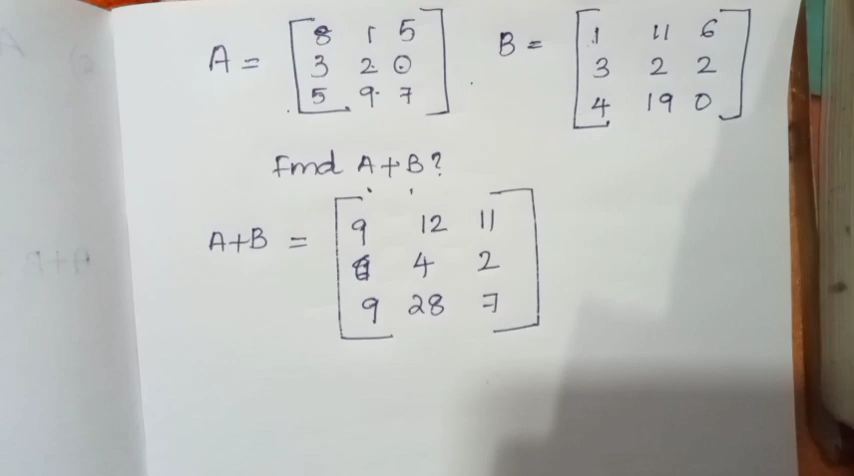 A = [ 8 1 5 B = [ 1 11 6
3 2 0 ] 3 2 2 ]
5 9 7 4 19 0
Find A+B?
9 12 11
A+B = [ 6 4 2 ]
9 28 7